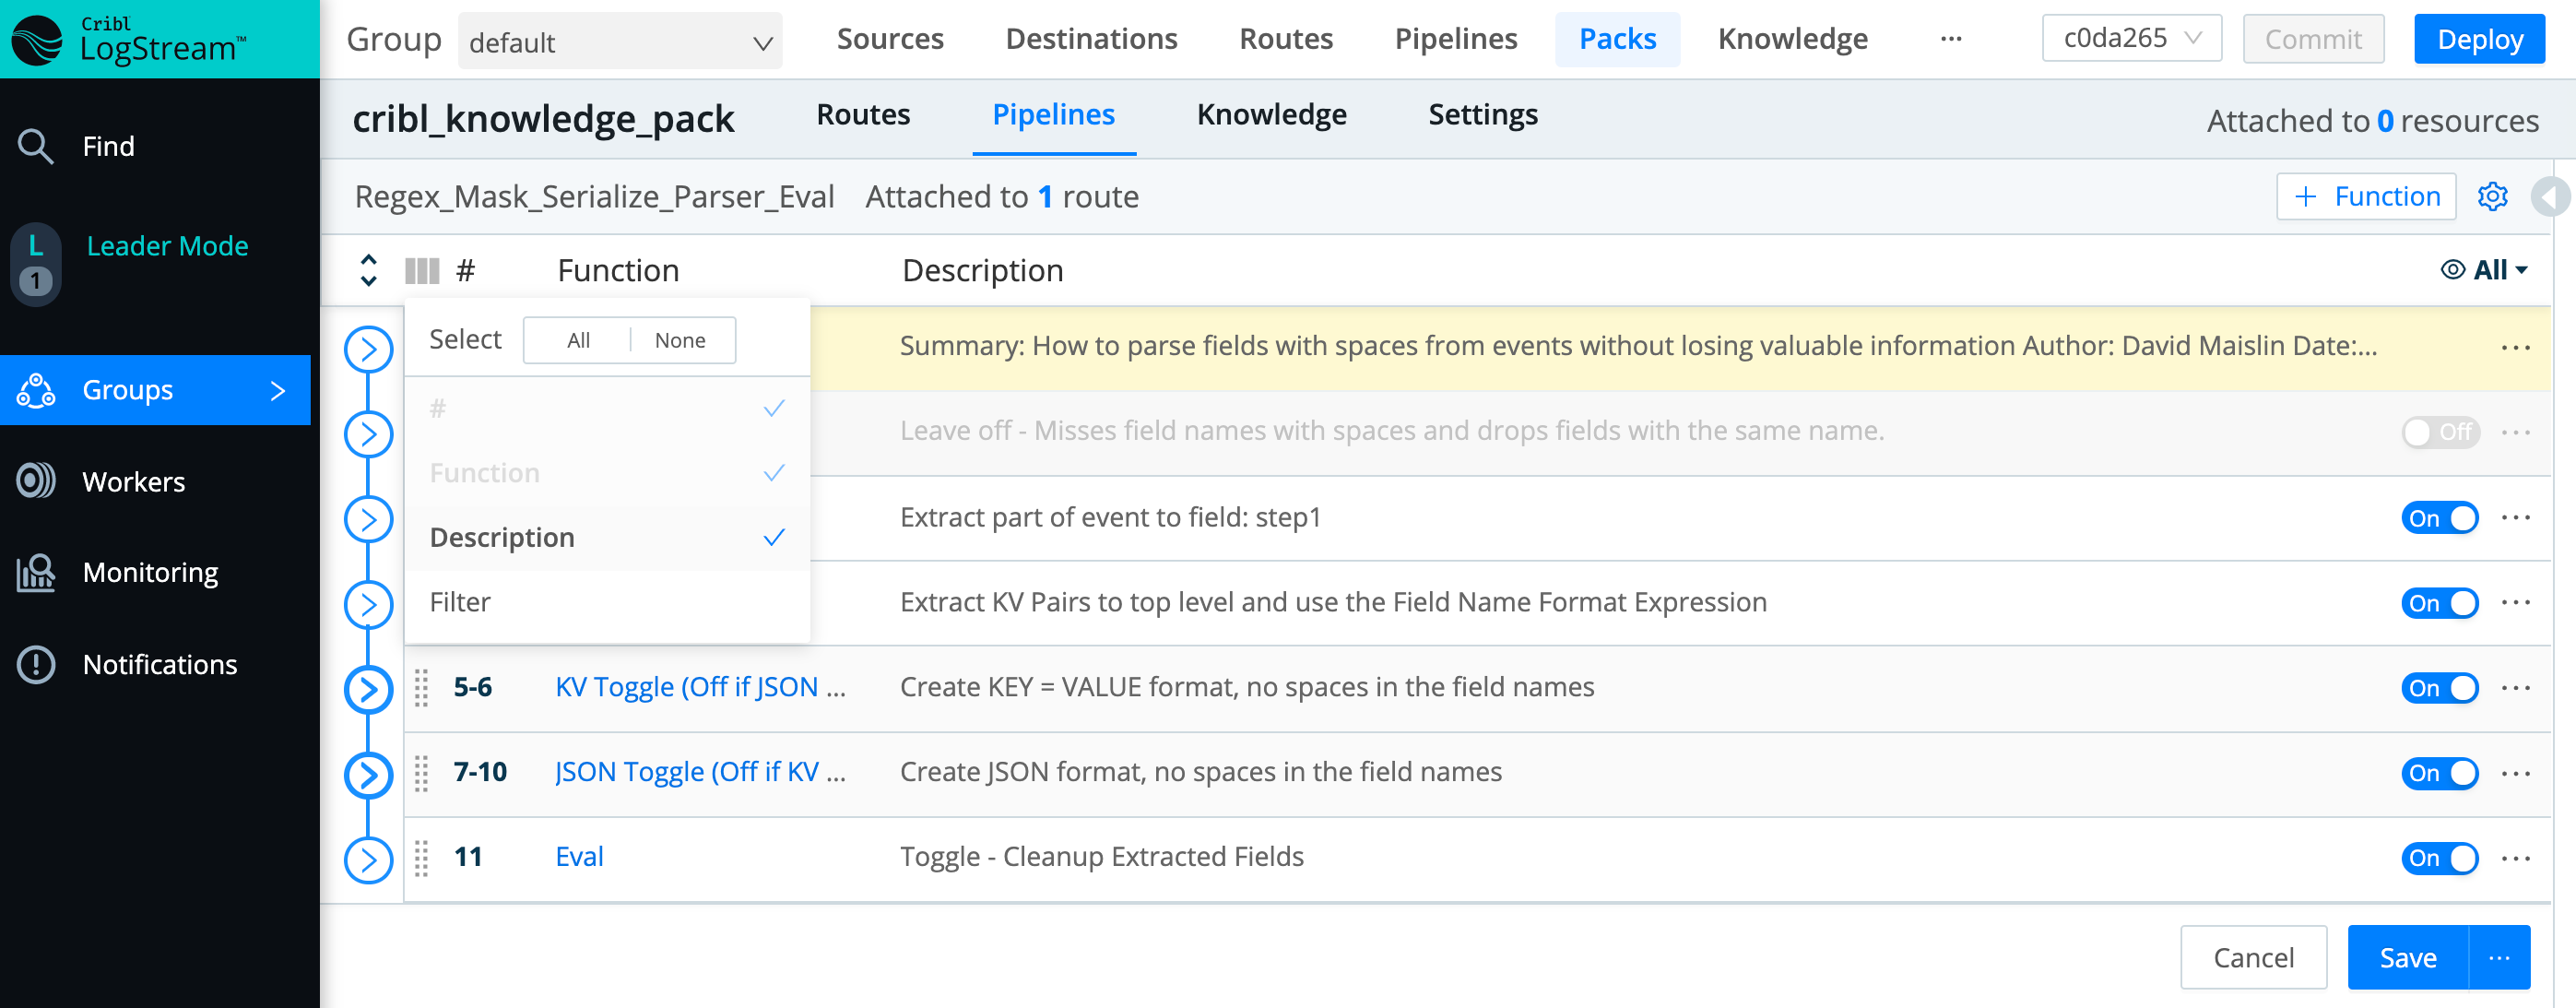 Cribl
LogStream™
Group default Sources Destinations Routes Pipelines Packs Knowledge ... c0da265 Commit Deploy
cribl_knowledge_pack Routes Pipelines Knowledge Settings Attached to 0 resources
Find
Regex_Mask_Serialize_Parser_Eval Attached to 1 route + Function
L Leader Mode
1
# Function Description All
Select All None
Summary: How to parse fields with spaces from events without losing valuable information Author: David Maislin Date:... ...
Groups
#
Leave off - Misses field names with spaces and drops fields with the same name. Off ...
Function
Workers
Description
Extract part of event to field: step1 On ...
Monitoring
Filter
Extract KV Pairs to top level and use the Field Name Format Expression On ...
Notifications
5-6 KV Toggle (Off if JSON ... Create KEY = VALUE format, no spaces in the field names On ...
7-10 JSON Toggle (Off if KV ... Create JSON format, no spaces in the field names On ...
11 Eval Toggle - Cleanup Extracted Fields On ...
Cancel Save ...